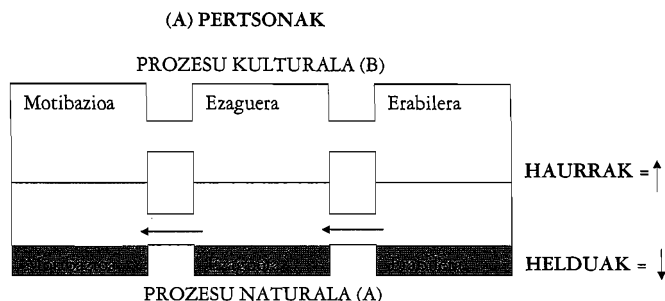 (A) PERTSONAK
PROZESU KULTURALA (B)
Motibazioa Ezaguera Erabilera
HAURRAK = ↑
HELDUAK = ↓
PROZESU NATURALA (A)